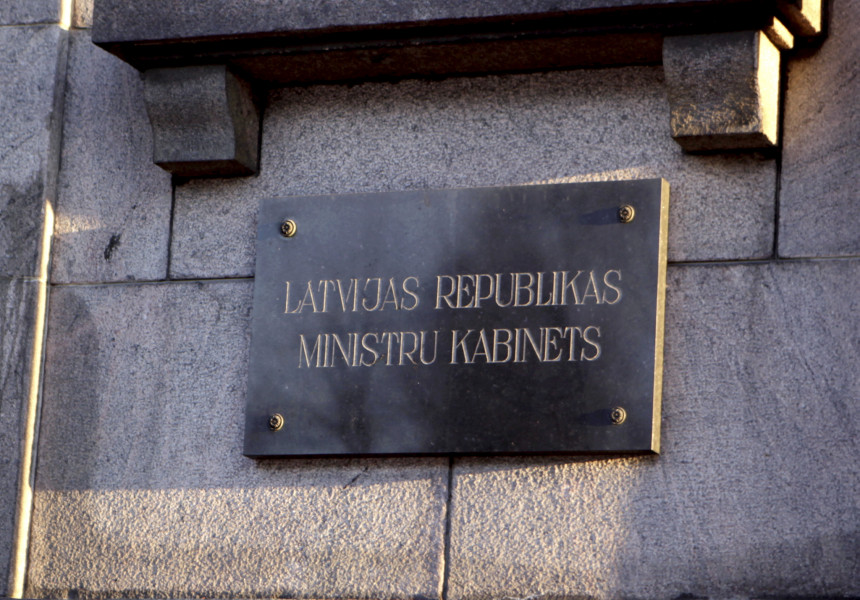 LATVIJAS REPUBLIKAS
MINISTRU KABINETS